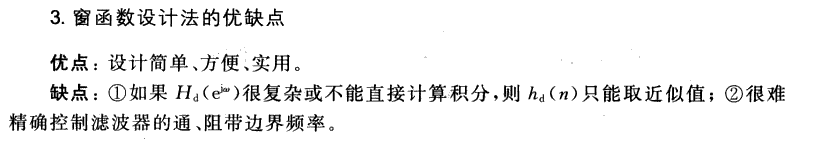 3. 窗函数设计法的优缺点
优点：设计简单、方便、实用。
缺点：①如果 H_d(e^{jω})很复杂或不能直接计算积分，则 h_d(n)只能取近似值；②很难
精确控制滤波器的通、阻带边界频率。